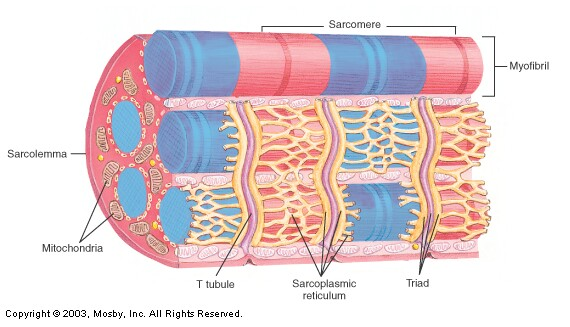 Sarcomere
Myofibril
Sarcolemma
Mitochondria
T tubule
Sarcoplasmic
reticulum
Triad
Copyright © 2003, Mosby, Inc. All Rights Reserved.